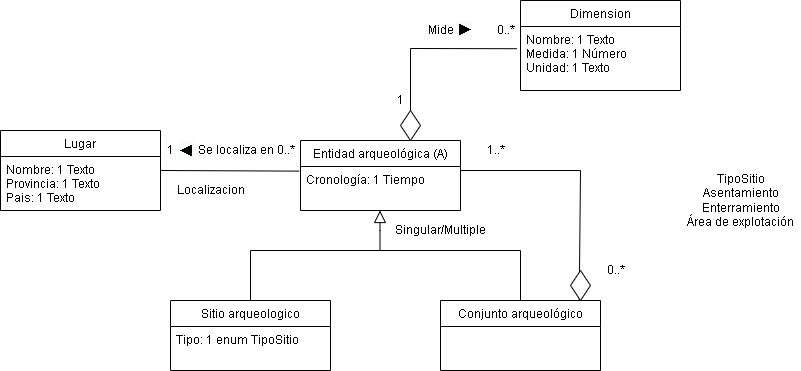 Dimension
Mide ► 0..*
Nombre: 1 Texto
Medida: 1 Número
Unidad: 1 Texto
1
Lugar
1 ◄ Se localiza en 0..*
Entidad arqueológica (A)
1..*
Nombre: 1 Texto
Provincia: 1 Texto
Pais: 1 Texto
Localizacion
Cronología: 1 Tiempo
TipoSitio
Asentamiento
Enterramiento
Área de explotación
Singular/Multiple
0..*
Sitio arqueologico
Tipo: 1 enum TipoSitio
Conjunto arqueológico